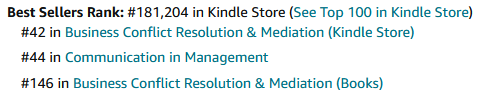 Best Sellers Rank: #181,204 in Kindle Store (See Top 100 in Kindle Store)
#42 in Business Conflict Resolution & Mediation (Kindle Store)
#44 in Communication in Management
#146 in Business Conflict Resolution & Mediation (Books)